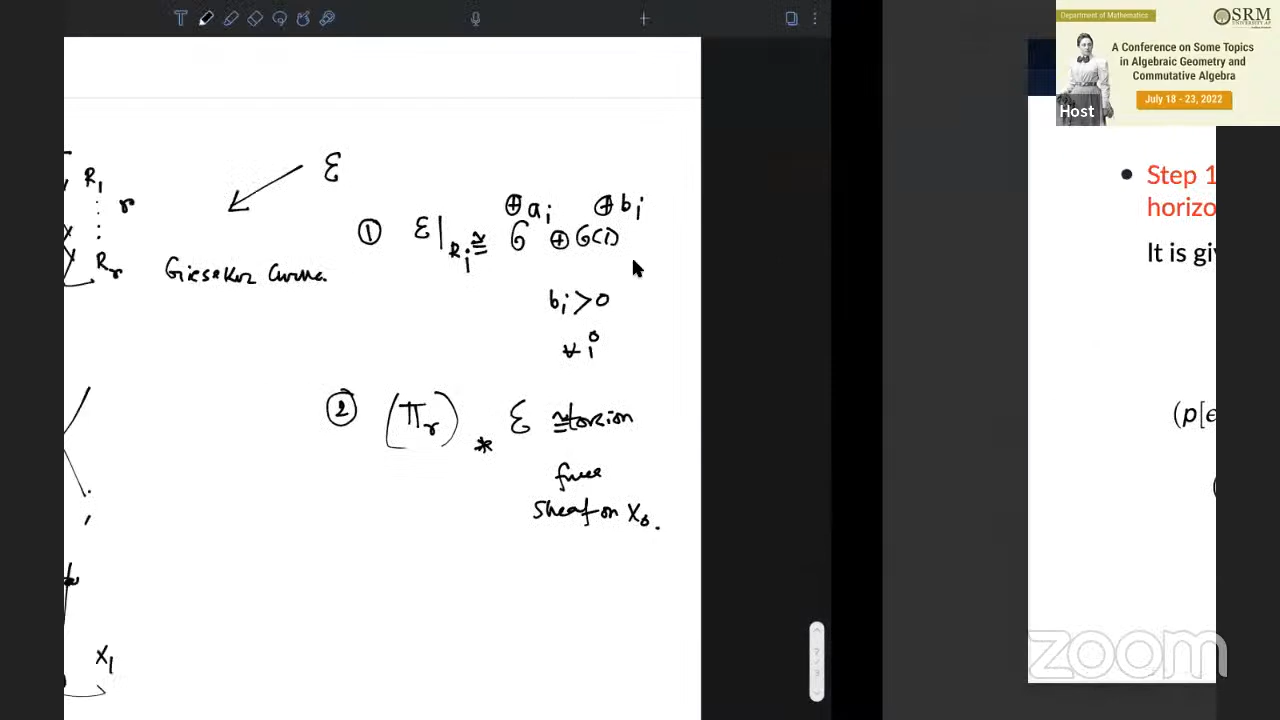 R₁
r
Rᵣ
Gieseker Curve.
ℰ
① ℰ|Rᵢ ≅ 𝒪^{⊕aᵢ} ⊕ 𝒪(1)^{⊕bᵢ}
bᵢ > 0
∀ i
② (πᵣ)_* ℰ ≅ torsion
free
sheaf on X₀.
X₁
Department of Mathematics
SRM
UNIVERSITY AP
A Conference on Some Topics
in Algebraic Geometry and
Commutative Algebra
July 18 - 23, 2022
Host
• Step 1
horizo
It is giv
(p[ϵ
(
zoom